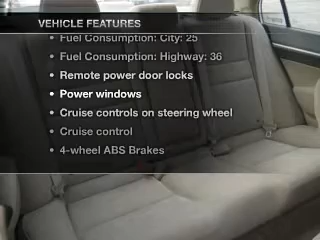 VEHICLE FEATURES
• Fuel Consumption: City: 25
• Fuel Consumption: Highway: 36
• Remote power door locks
• Power windows
• Cruise controls on steering wheel
• Cruise control
• 4-wheel ABS Brakes